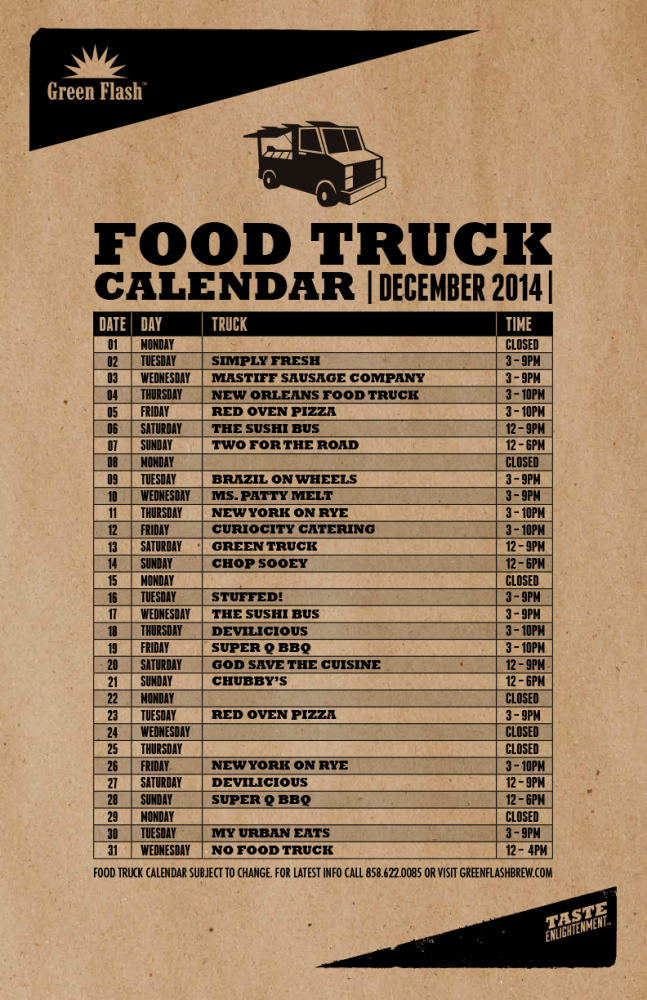 Green Flash™
FOOD TRUCK
CALENDAR | DECEMBER 2014 |
DATE DAY TRUCK TIME
01 MONDAY CLOSED
02 TUESDAY SIMPLY FRESH 3 – 9PM
03 WEDNESDAY MASTIFF SAUSAGE COMPANY 3 – 9PM
04 THURSDAY NEW ORLEANS FOOD TRUCK 3 – 10PM
05 FRIDAY RED OVEN PIZZA 3 – 10PM
06 SATURDAY THE SUSHI BUS 12 – 9PM
07 SUNDAY TWO FOR THE ROAD 12 – 6PM
08 MONDAY CLOSED
09 TUESDAY BRAZIL ON WHEELS 3 – 9PM
10 WEDNESDAY MS. PATTY MELT 3 – 9PM
11 THURSDAY NEW YORK ON RYE 3 – 10PM
12 FRIDAY CURIOCITY CATERING 3 – 10PM
13 SATURDAY GREEN TRUCK 12 – 9PM
14 SUNDAY CHOP SOOEY 12 – 6PM
15 MONDAY CLOSED
16 TUESDAY STUFFED! 3 – 9PM
17 WEDNESDAY THE SUSHI BUS 3 – 9PM
18 THURSDAY DEVILICIOUS 3 – 10PM
19 FRIDAY SUPER Q BBQ 3 – 10PM
20 SATURDAY GOD SAVE THE CUISINE 12 – 9PM
21 SUNDAY CHUBBY'S 12 – 6PM
22 MONDAY CLOSED
23 TUESDAY RED OVEN PIZZA 3 – 9PM
24 WEDNESDAY CLOSED
25 THURSDAY CLOSED
26 FRIDAY NEW YORK ON RYE 3 – 10PM
27 SATURDAY DEVILICIOUS 12 – 9PM
28 SUNDAY SUPER Q BBQ 12 – 6PM
29 MONDAY CLOSED
30 TUESDAY MY URBAN EATS 3 – 9PM
31 WEDNESDAY NO FOOD TRUCK 12 – 4PM
FOOD TRUCK CALENDAR SUBJECT TO CHANGE. FOR LATEST INFO CALL 858.622.0085 OR VISIT GREENFLASHBREW.COM
TASTE
ENLIGHTENMENT™